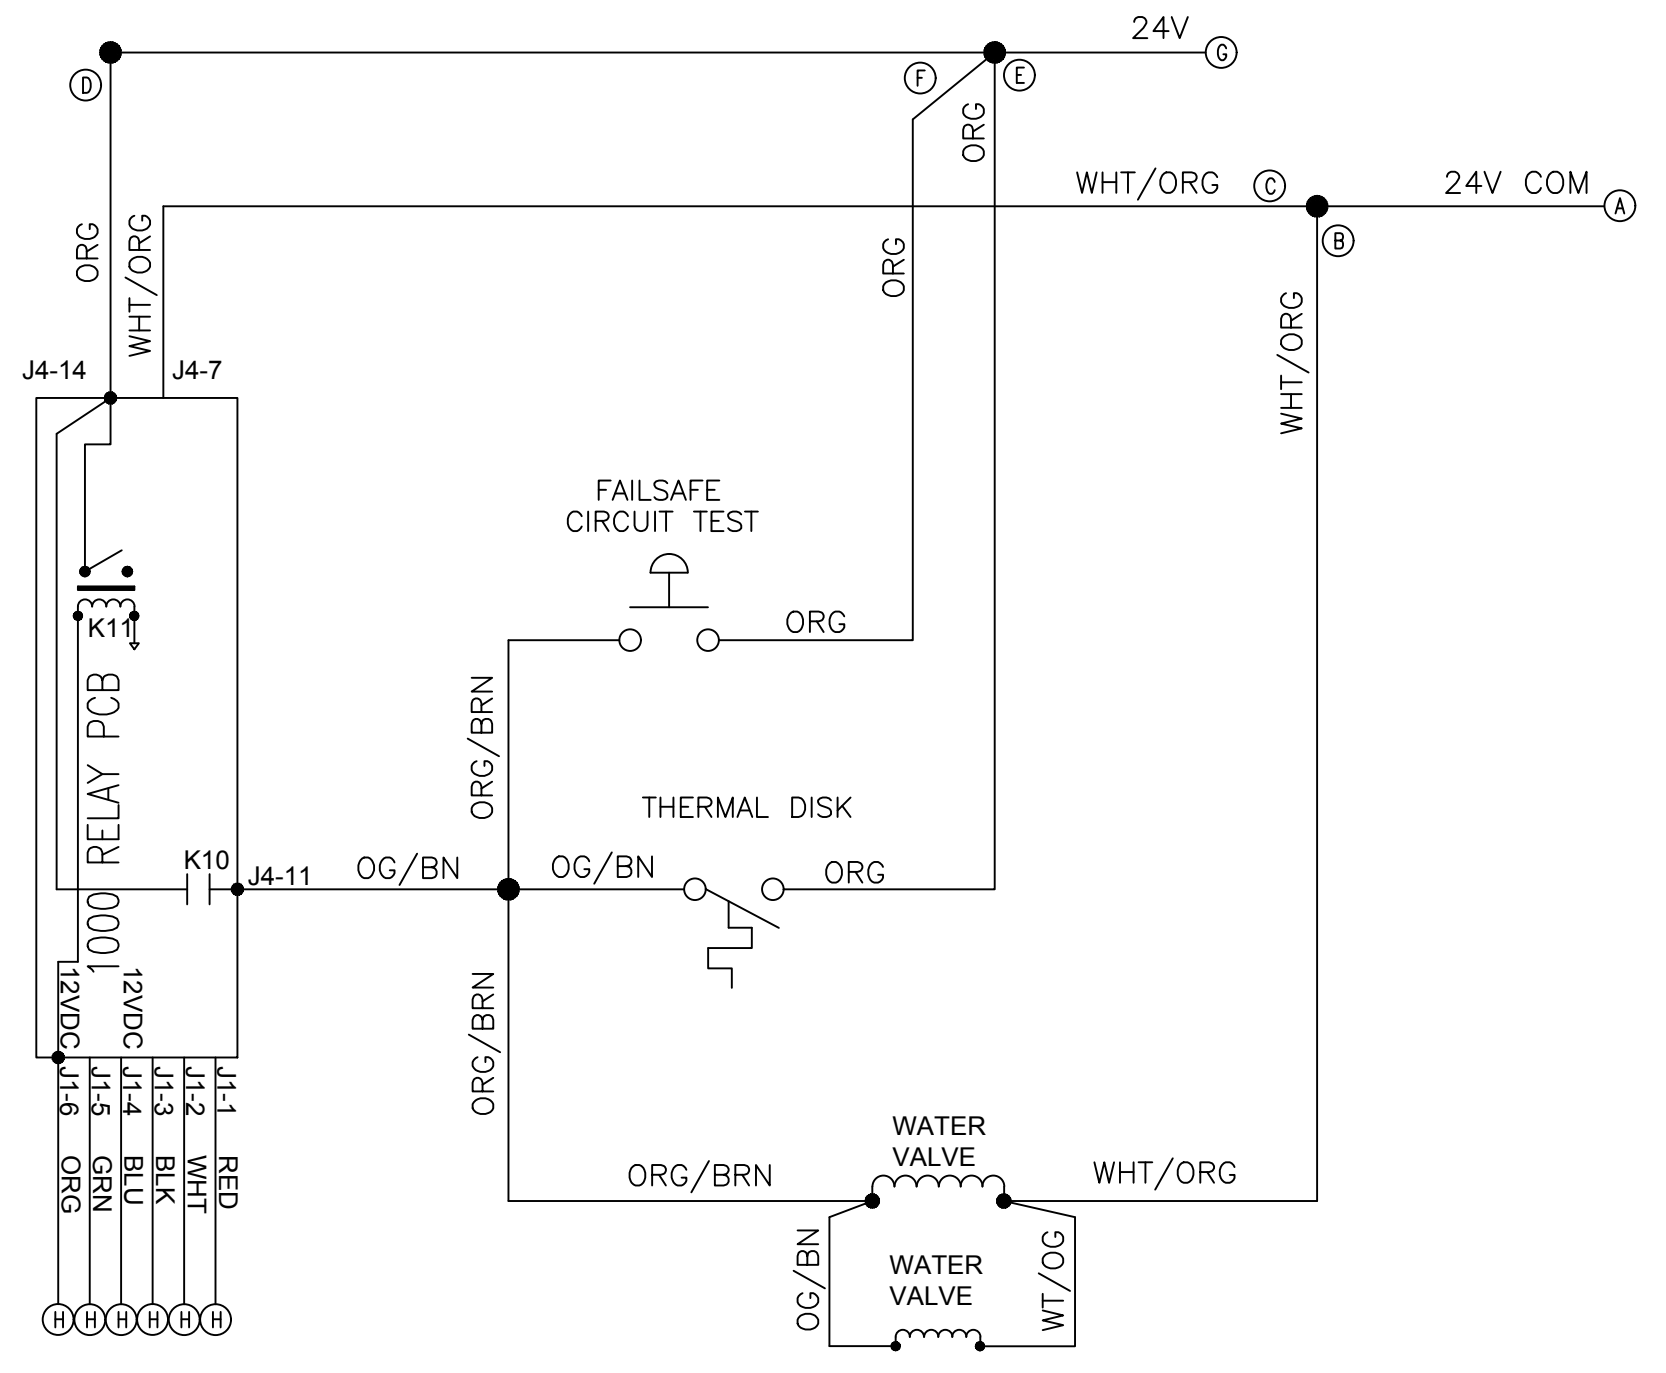 24V
G
D
F
E
ORG
WHT/ORG
C
24V COM
A
B
ORG
WHT/ORG
ORG
WHT/ORG
J4-14
J4-7
FAILSAFE
CIRCUIT TEST
ORG
K11
1000 RELAY PCB
ORG/BRN
THERMAL DISK
K10
J4-11
OG/BN
OG/BN
ORG
12VDC
12VDC
ORG/BRN
J1-6 ORG
J1-5 GRN
J1-4 BLU
J1-3 BLK
J1-2 WHT
J1-1 RED
WATER
VALVE
ORG/BRN
WHT/ORG
OG/BN
WATER
VALVE
WT/OG
H
H
H
H
H
H